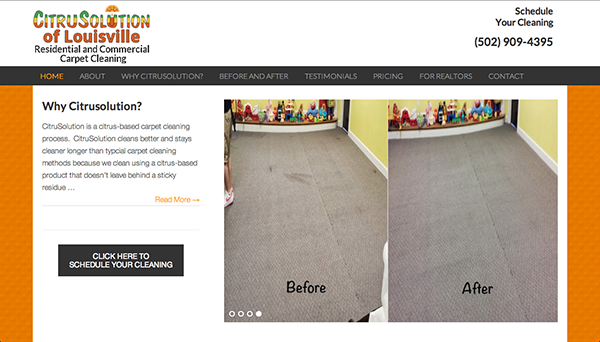 CITRUSOLUTION
of Louisville
Residential and Commercial
Carpet Cleaning
Schedule
Your Cleaning
(502) 909-4395
HOME ABOUT WHY CITRUSOLUTION? BEFORE AND AFTER TESTIMONIALS PRICING FOR REALTORS CONTACT
Why Citrusolution?
CitruSolution is a citrus-based carpet cleaning
process. CitruSolution cleans better and stays
cleaner longer than typcial carpet cleaning
methods because we clean using a citrus-based
product that doesn't leave behind a sticky
residue ...
Read More →
CLICK HERE TO
SCHEDULE YOUR CLEANING
Before
After